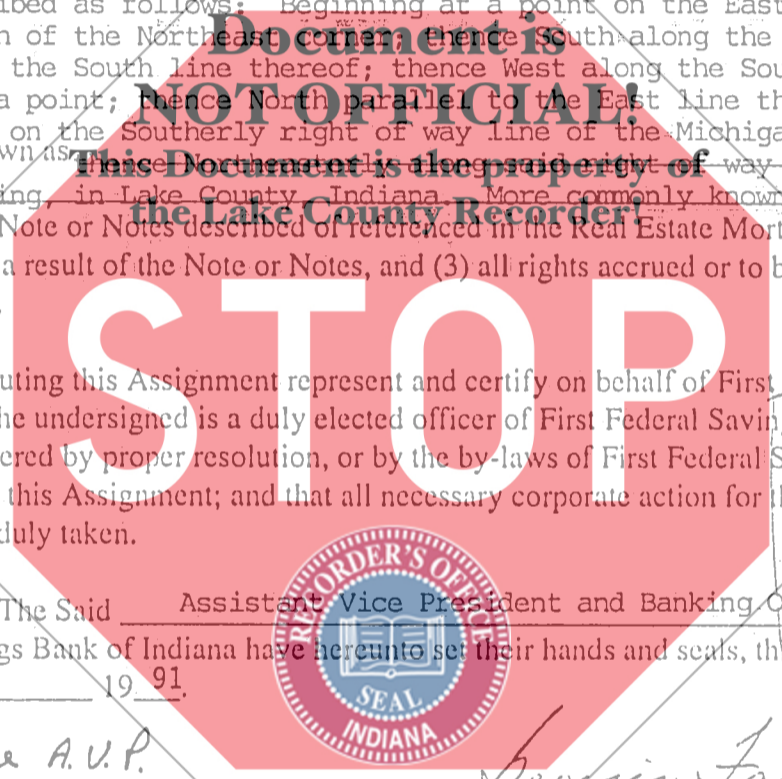 ibed as follows: Beginning at a point on the East
n of the Northeast corner; thence South along the
the South line thereof; thence West along the Sou
a point; thence North parallel to the East line th
on the Southerly right of way line of the Michiga
wn as thence Northeasterly along said right of way
ing, in Lake County, Indiana. More commonly known
Document is
NOT OFFICIAL!
This Document is the property of
the Lake County Recorder!
Note or Notes described or referenced in the Real Estate Mort
a result of the Note or Notes, and (3) all rights accrued or to b
STOP
uting this Assignment represent and certify on behalf of First
he undersigned is a duly elected officer of First Federal Savin
ered by proper resolution, or by the by-laws of First Federal S
this Assignment; and that all necessary corporate action for
duly taken.
The Said Assistant Vice President and Banking O
gs Bank of Indiana have hereunto set their hands and seals, th
19 91.
RECORDER'S OFFICE
SEAL
INDIANA
A.V.P.